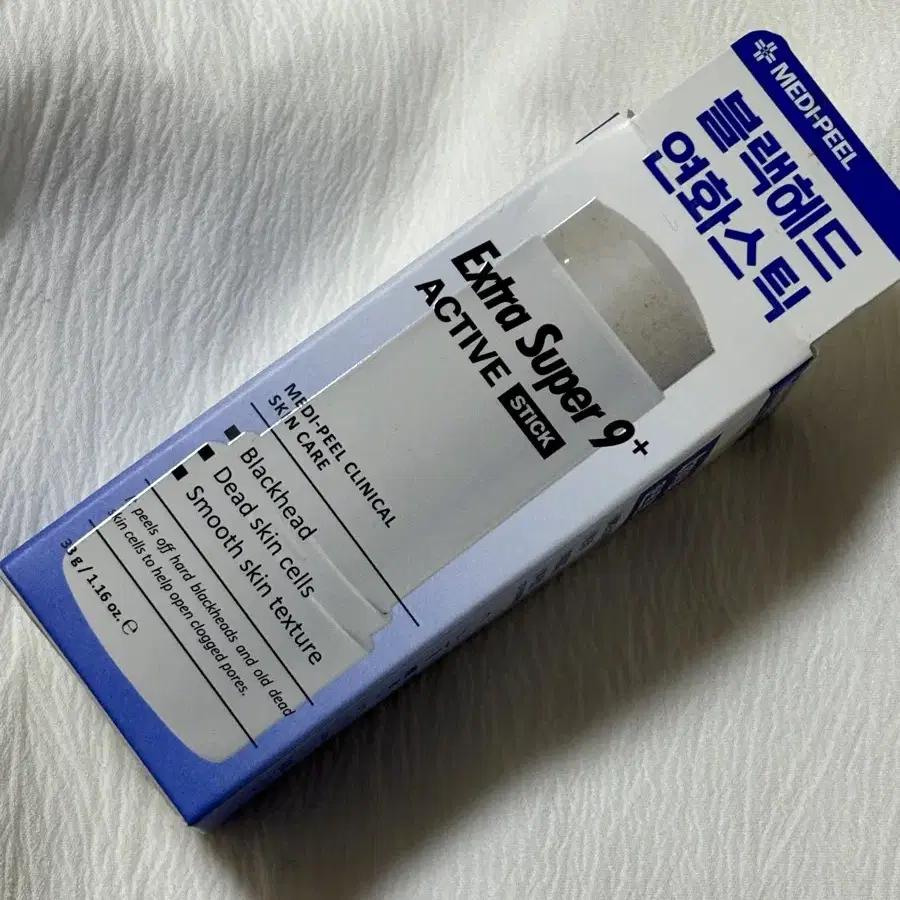 MEDI-PEEL
블랙헤드
연화스틱
Extra Super 9+
ACTIVE STICK
MEDI-PEEL CLINICAL
SKIN CARE
Blackhead
Dead skin cells
Smooth skin texture
peels off hard blackheads and old dead
skin cells to help open clogged pores.
g / 1.16 oz. ℮